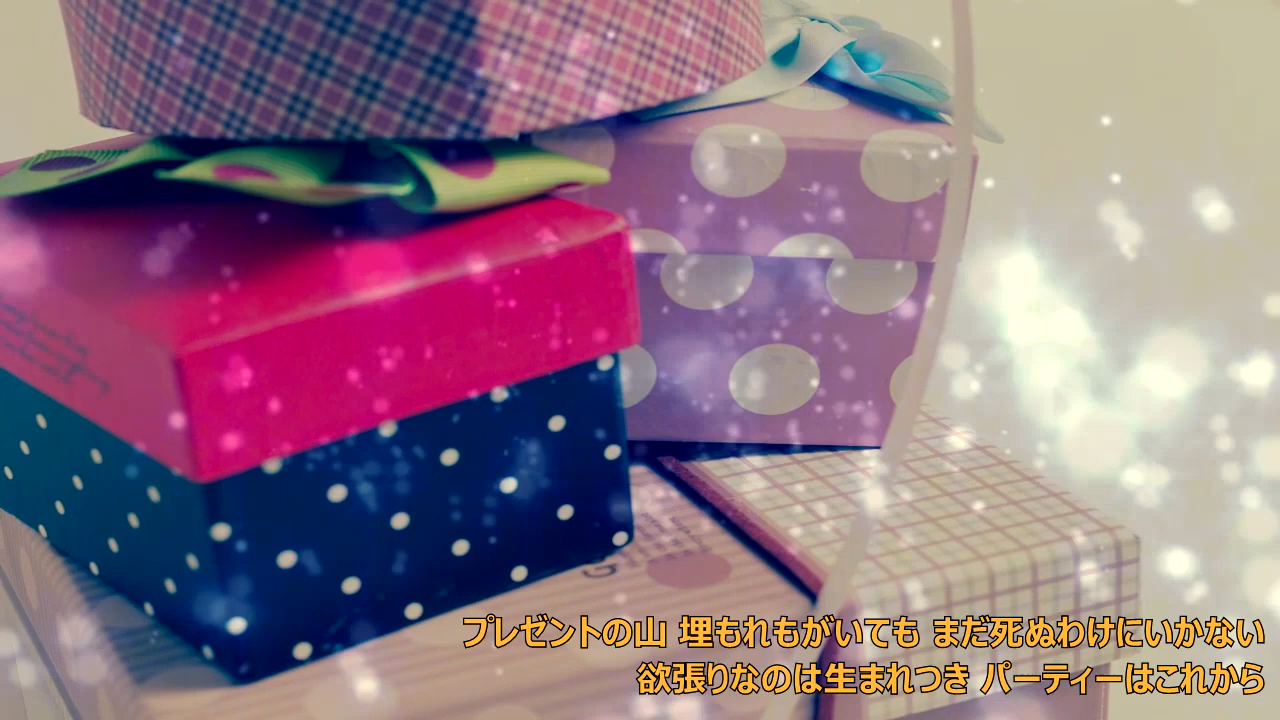 プレゼントの山 埋もれもがいても まだ死ぬわけにいかない
欲張りなのは生まれつき パーティーはこれから